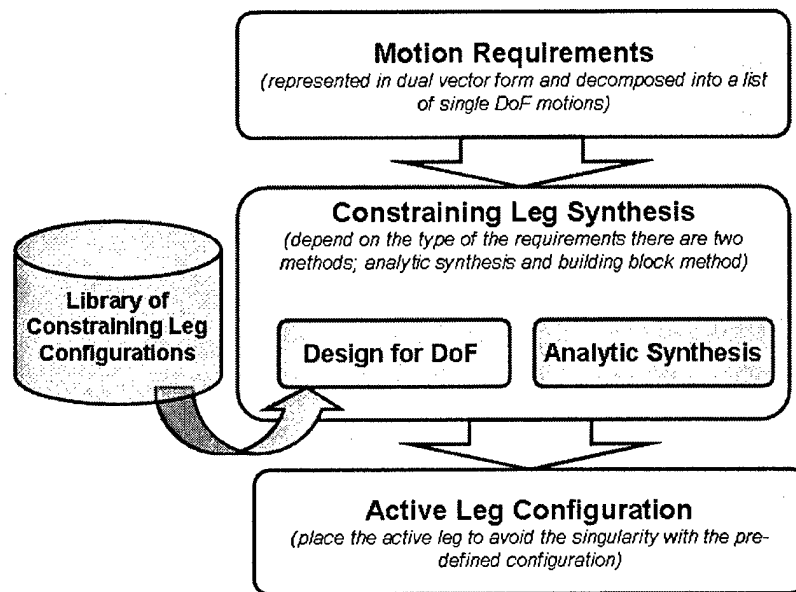 Motion Requirements
(represented in dual vector form and decomposed into a list
of single DoF motions)
Constraining Leg Synthesis
(depend on the type of the requirements there are two
methods; analytic synthesis and building block method)
Library of
Constraining Leg
Configurations
Design for DoF
Analytic Synthesis
Active Leg Configuration
(place the active leg to avoid the singularity with the pre-
defined configuration)